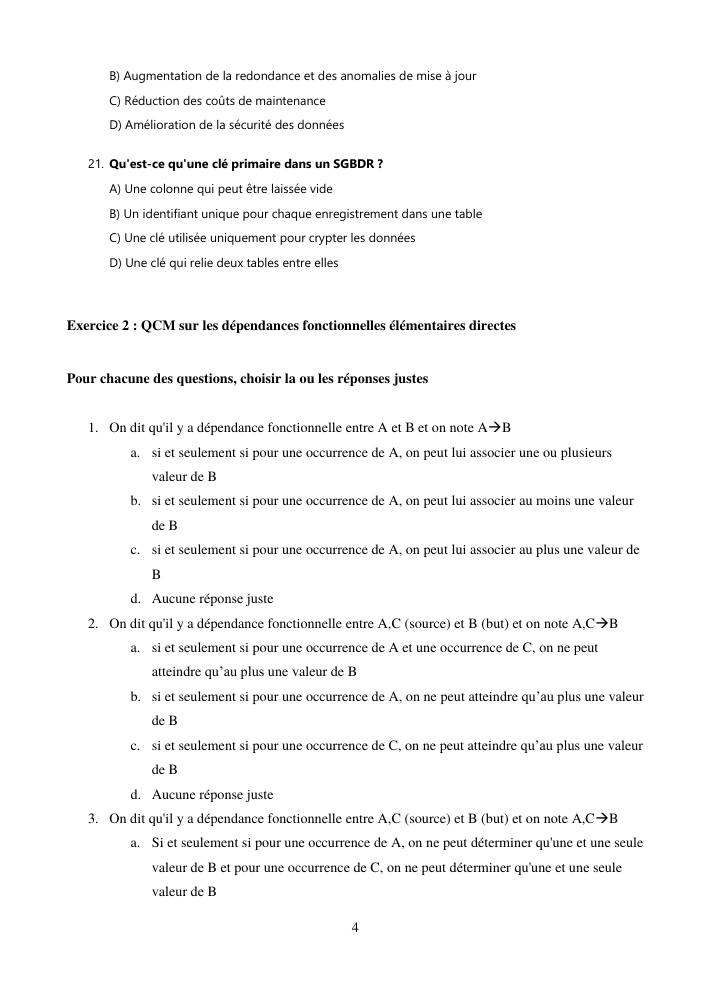 B) Augmentation de la redondance et des anomalies de mise à jour
C) Réduction des coûts de maintenance
D) Amélioration de la sécurité des données
21. Qu'est-ce qu'une clé primaire dans un SGBDR ?
A) Une colonne qui peut être laissée vide
B) Un identifiant unique pour chaque enregistrement dans une table
C) Une clé utilisée uniquement pour crypter les données
D) Une clé qui relie deux tables entre elles
Exercice 2 : QCM sur les dépendances fonctionnelles élémentaires directes
Pour chacune des questions, choisir la ou les réponses justes
1. On dit qu'il y a dépendance fonctionnelle entre A et B et on note A→B
a. si et seulement si pour une occurrence de A, on peut lui associer une ou plusieurs
valeur de B
b. si et seulement si pour une occurrence de A, on peut lui associer au moins une valeur
de B
c. si et seulement si pour une occurrence de A, on peut lui associer au plus une valeur de
B
d. Aucune réponse juste
2. On dit qu'il y a dépendance fonctionnelle entre A,C (source) et B (but) et on note A,C→B
a. si et seulement si pour une occurrence de A et une occurrence de C, on ne peut
atteindre qu’au plus une valeur de B
b. si et seulement si pour une occurrence de A, on ne peut atteindre qu’au plus une valeur
de B
c. si et seulement si pour une occurrence de C, on ne peut atteindre qu’au plus une valeur
de B
d. Aucune réponse juste
3. On dit qu'il y a dépendance fonctionnelle entre A,C (source) et B (but) et on note A,C→B
a. Si et seulement si pour une occurrence de A, on ne peut déterminer qu'une et une seule
valeur de B et pour une occurrence de C, on ne peut déterminer qu'une et une seule
valeur de B
4